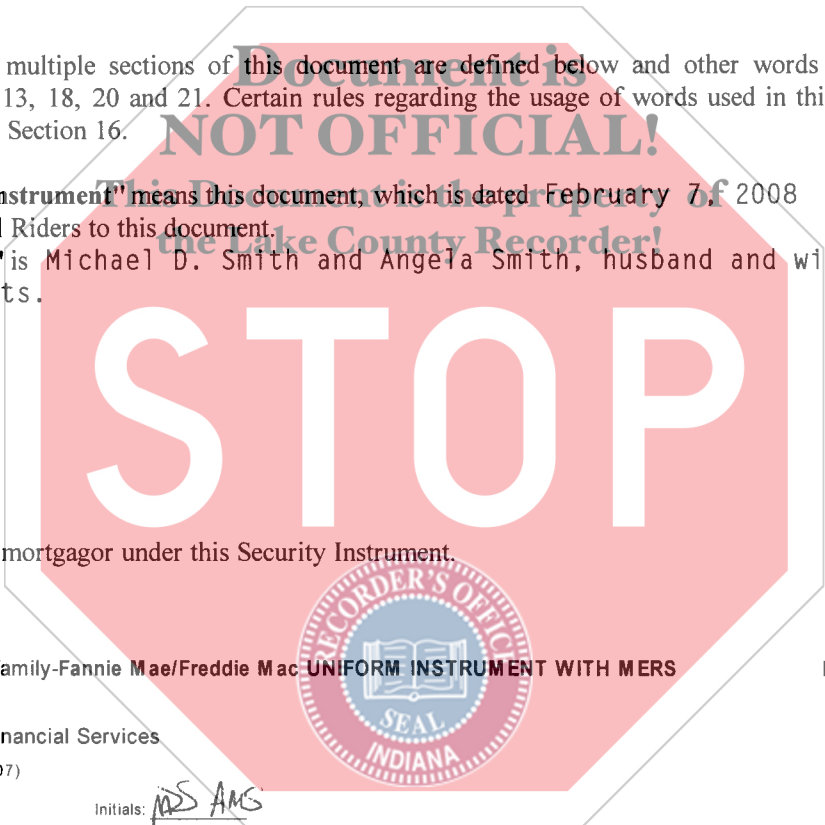 multiple sections of this document are defined below and other words
13, 18, 20 and 21. Certain rules regarding the usage of words used in thi
Section 16.
Document is
NOT OFFICIAL!
This Document is the property of
the Lake County Recorder!
nstrument" means this document, which is dated February 7, 2008
Riders to this document.
" is Michael D. Smith and Angela Smith, husband and wi
ts.
STOP
mortgagor under this Security Instrument.
RECORDER'S OFFICE
SEAL
INDIANA
amily-Fannie Mae/Freddie Mac UNIFORM INSTRUMENT WITH MERS
nancial Services
07)
Initials: MDS AMS